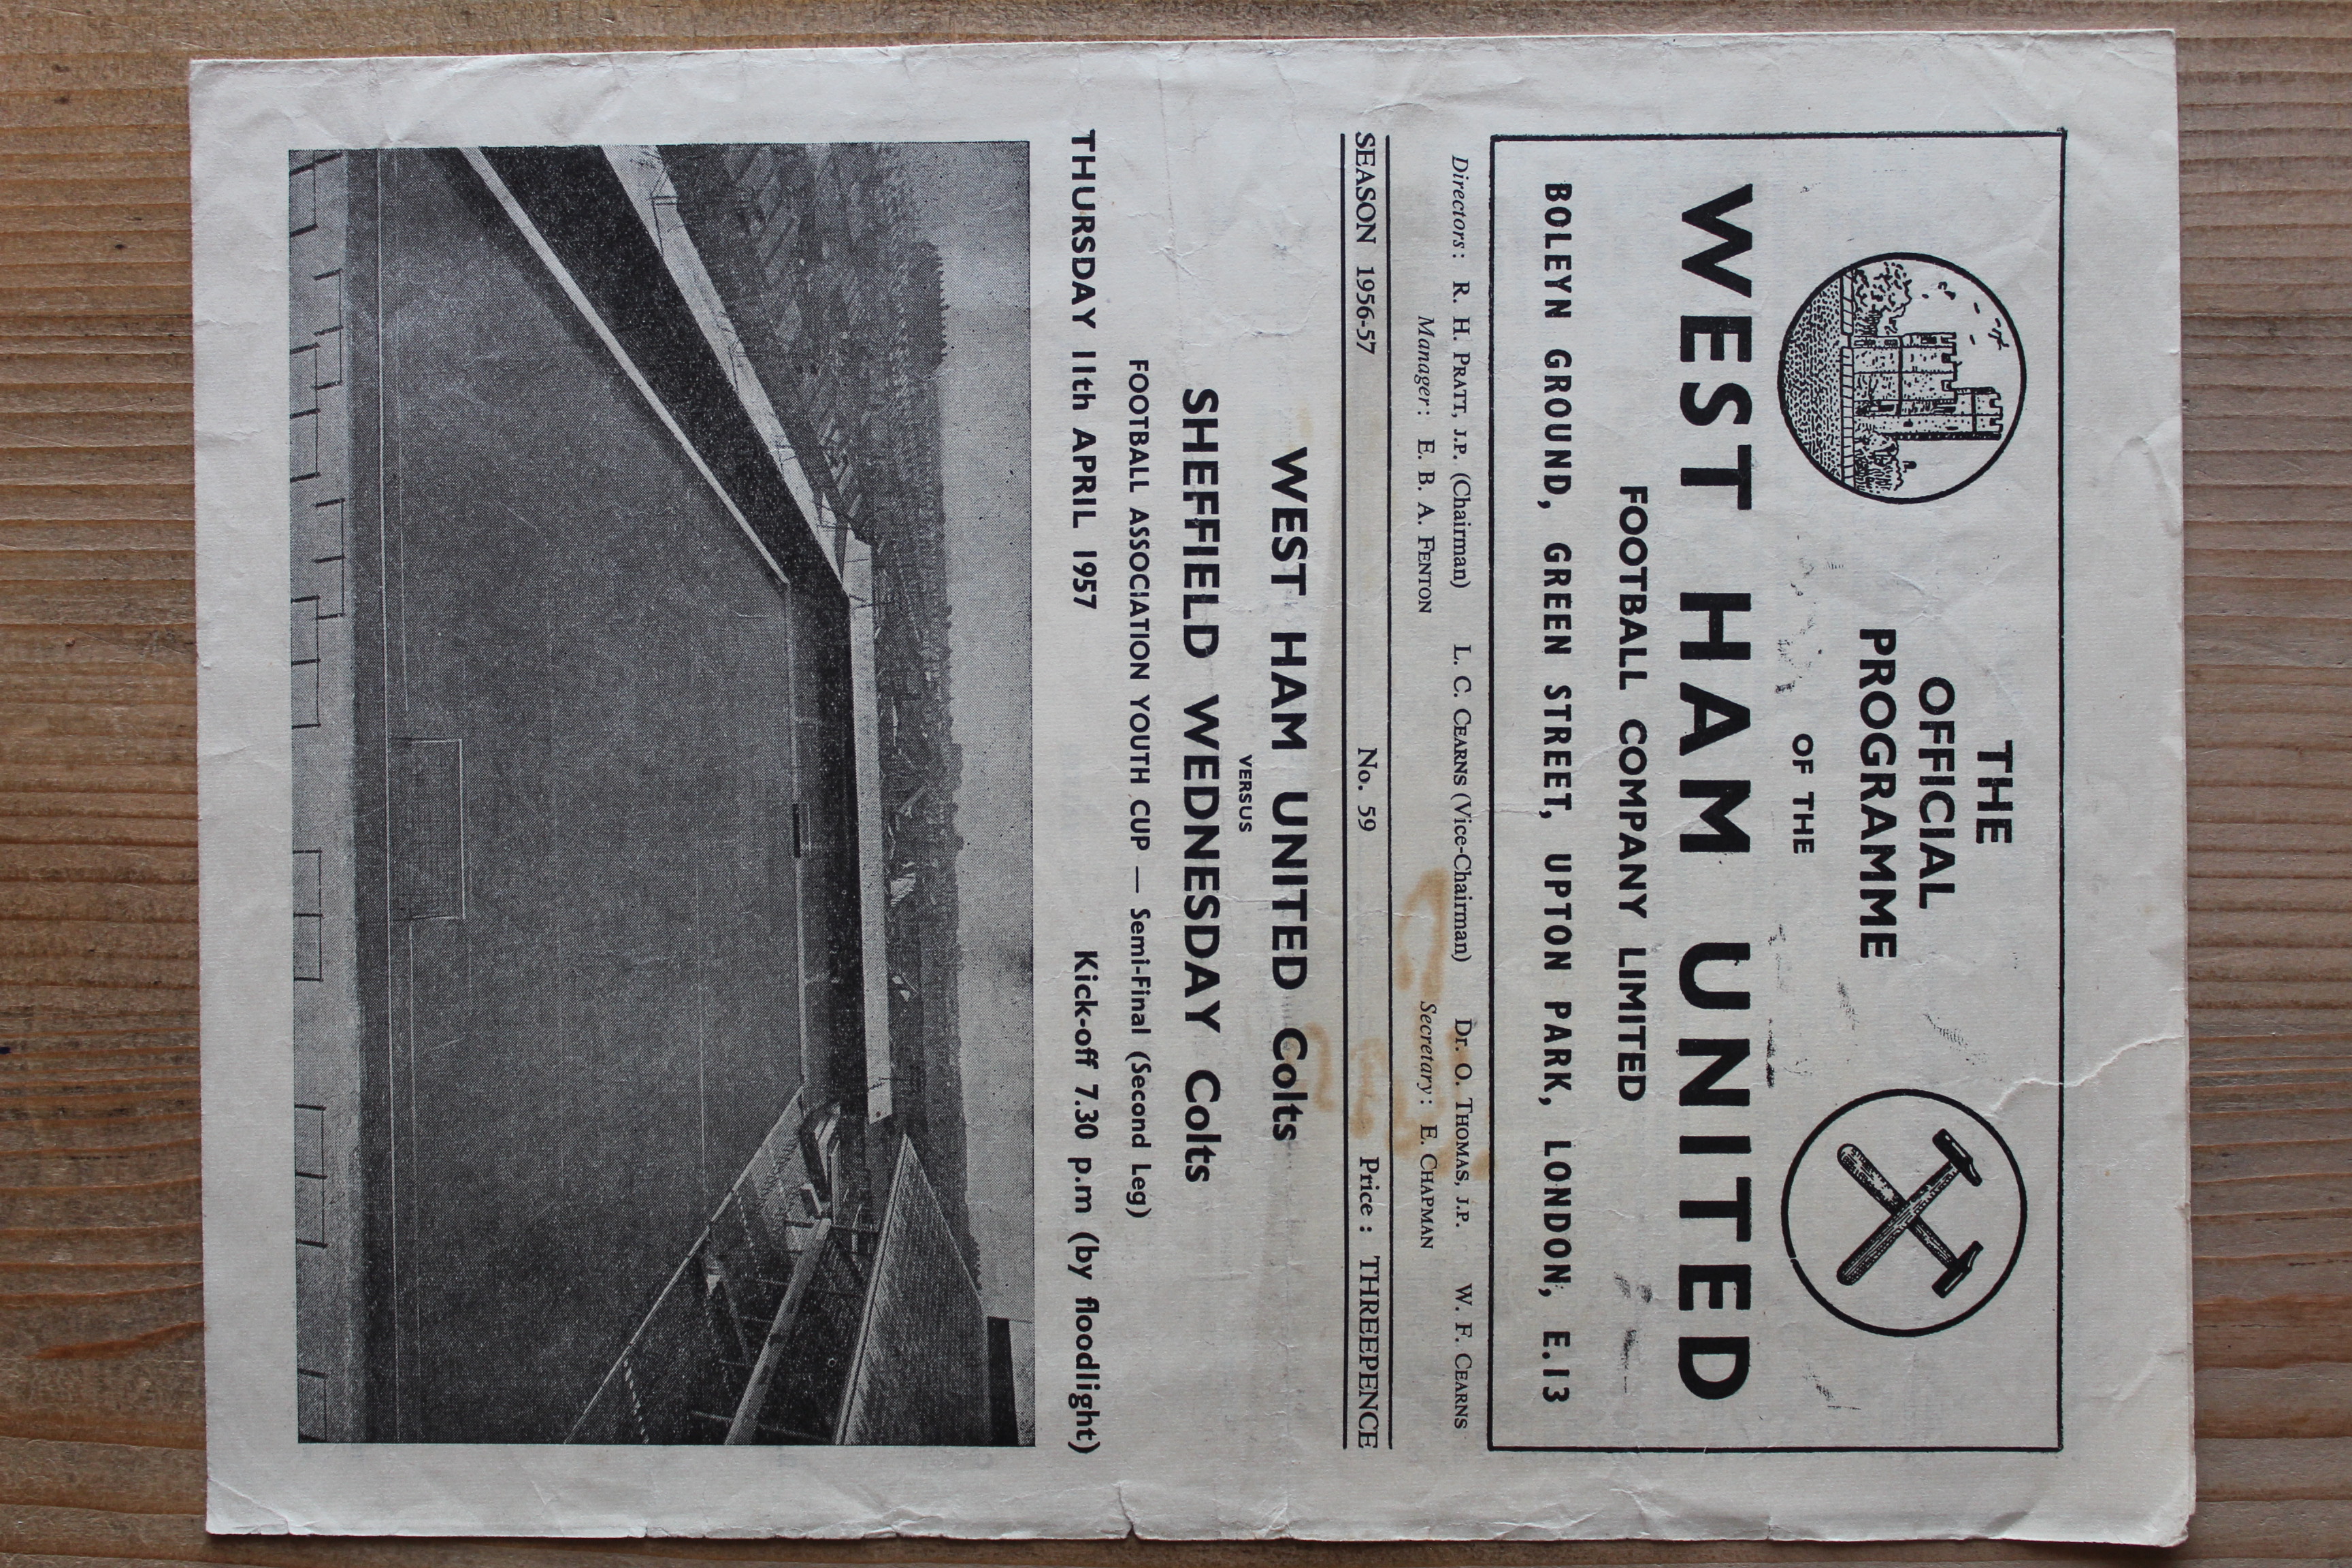 THE
OFFICIAL
PROGRAMME
OF THE
WEST HAM UNITED
FOOTBALL COMPANY LIMITED
BOLEYN GROUND, GREEN STREET, UPTON PARK, LONDON, E.13
Directors: R. H. PRATT, J.P. (Chairman) L. C. CEARNS (Vice-Chairman) Dr. O. THOMAS, J.P. W. F. CEARNS
Manager: E. B. A. FENTON Secretary: E. CHAPMAN
SEASON 1956-57 No. 59 Price: THREEPENCE
WEST HAM UNITED Colts
VERSUS
SHEFFIELD WEDNESDAY Colts
FOOTBALL ASSOCIATION YOUTH CUP — Semi-Final (Second Leg)
THURSDAY 11th APRIL 1957 Kick-off 7.30 p.m (by floodlight)